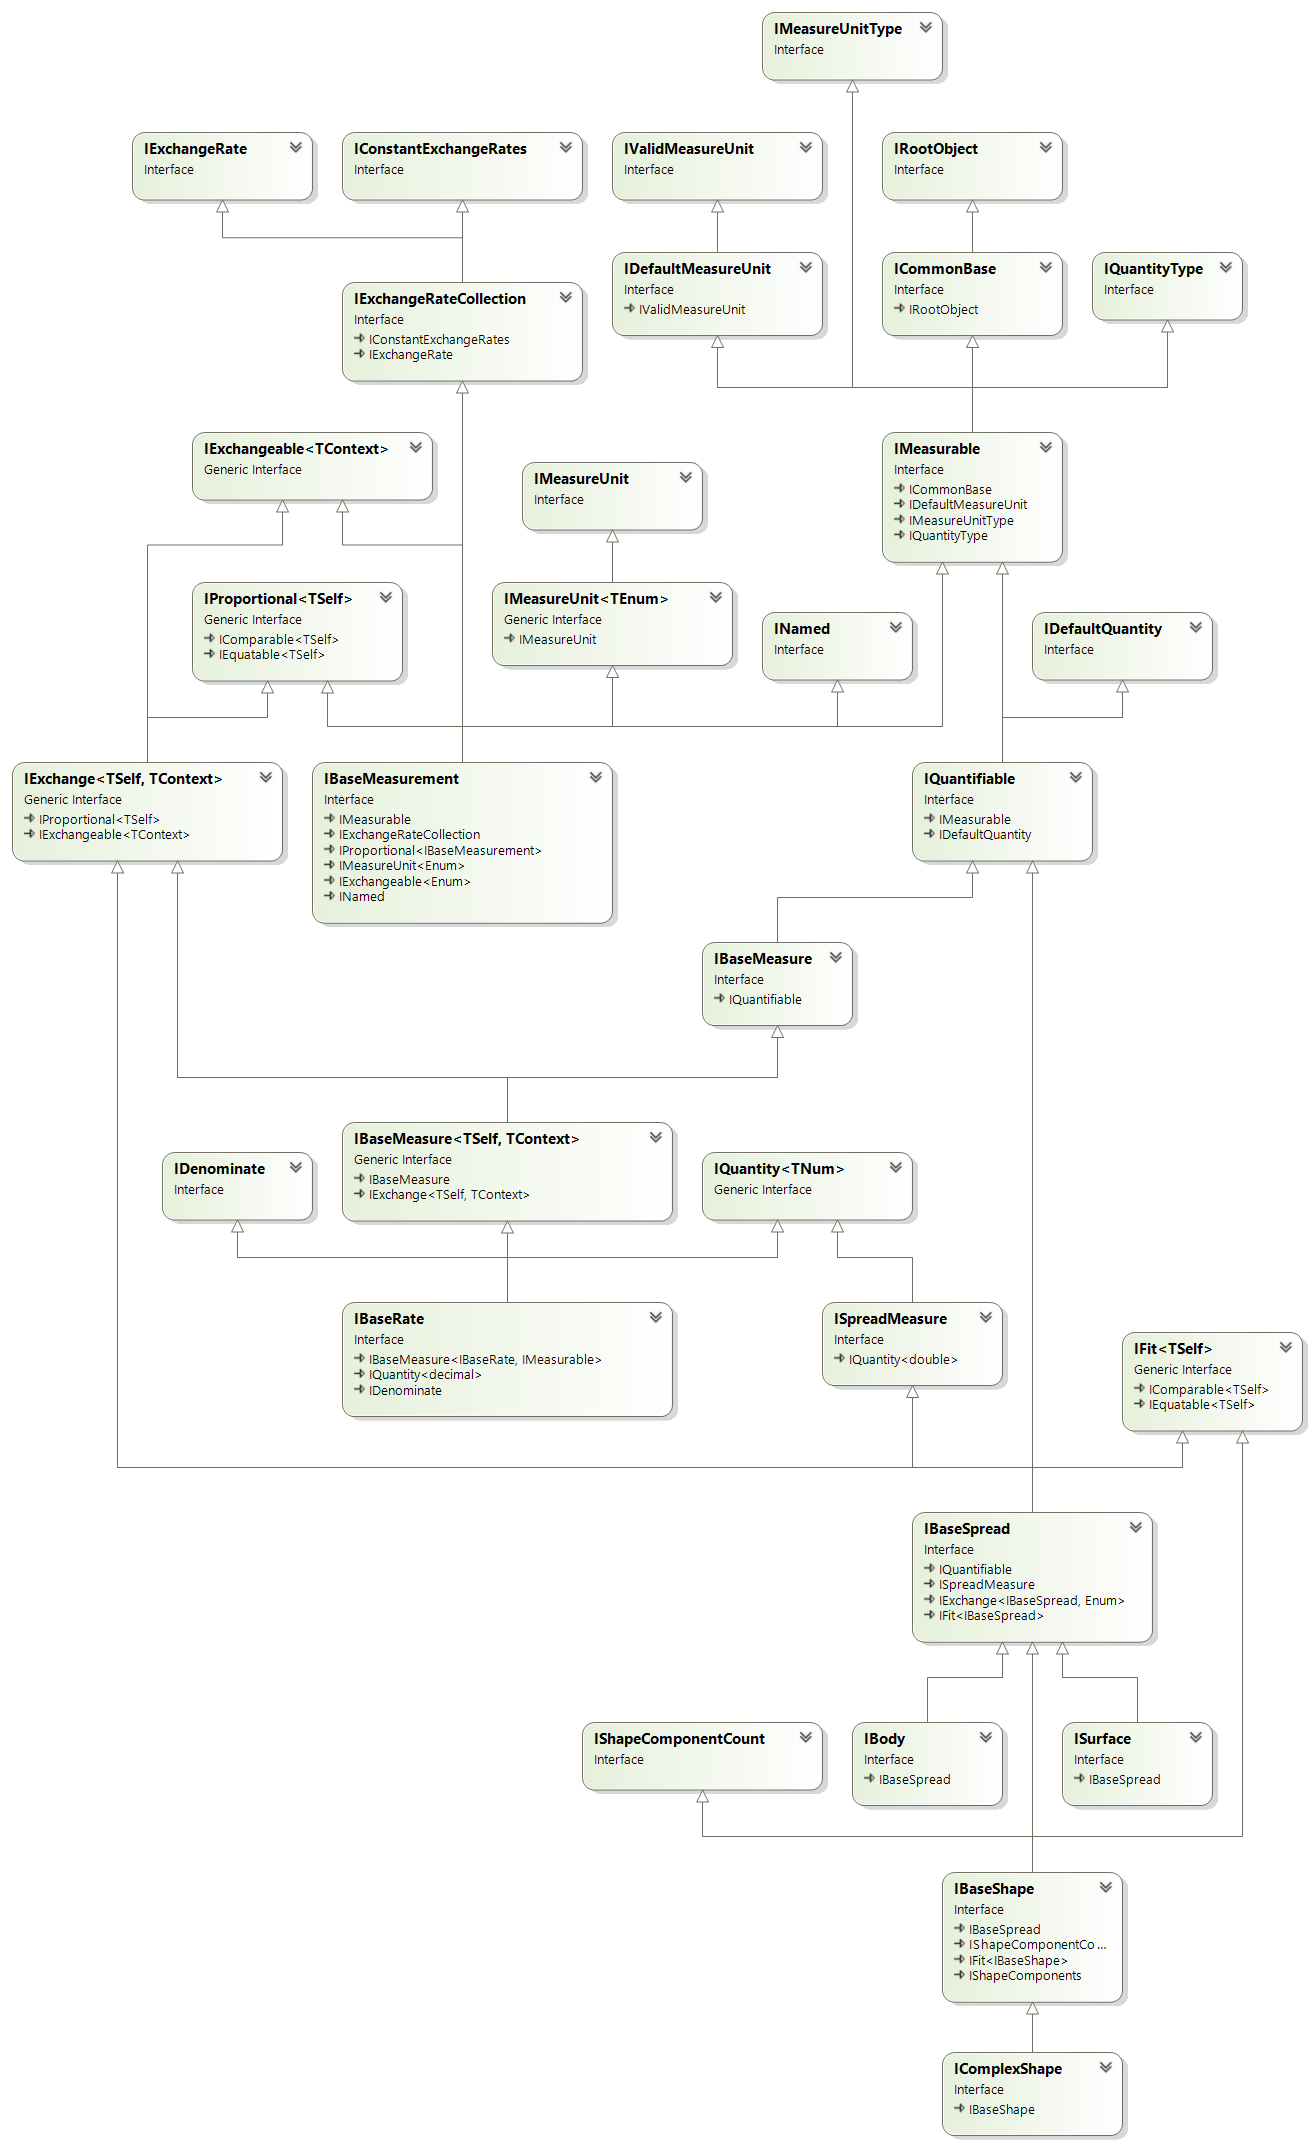 IMeasureUnitType
Interface
IExchangeRate
Interface
IConstantExchangeRates
Interface
IValidMeasureUnit
Interface
IRootObject
Interface
IDefaultMeasureUnit
Interface
IValidMeasureUnit
ICommonBase
Interface
IRootObject
IQuantityType
Interface
IExchangeRateCollection
Interface
IConstantExchangeRates
IExchangeRate
IExchangeable<TContext>
Generic Interface
IMeasureUnit
Interface
IMeasurable
Interface
ICommonBase
IDefaultMeasureUnit
IMeasureUnitType
IQuantityType
IProportional<TSelf>
Generic Interface
IComparable<TSelf>
IEquatable<TSelf>
IMeasureUnit<TEnum>
Generic Interface
IMeasureUnit
INamed
Interface
IDefaultQuantity
Interface
IExchange<TSelf, TContext>
Generic Interface
IProportional<TSelf>
IExchangeable<TContext>
IBaseMeasurement
Interface
IMeasurable
IExchangeRateCollection
IProportional<IBaseMeasurement>
IMeasureUnit<Enum>
IExchangeable<Enum>
INamed
IQuantifiable
Interface
IMeasurable
IDefaultQuantity
IBaseMeasure
Interface
IQuantifiable
IBaseMeasure<TSelf, TContext>
Generic Interface
IBaseMeasure
IExchange<TSelf, TContext>
IDenominate
Interface
IQuantity<TNum>
Generic Interface
IBaseRate
Interface
IBaseMeasure<IBaseRate, IMeasurable>
IQuantity<decimal>
IDenominate
ISpreadMeasure
Interface
IQuantity<double>
IFit<TSelf>
Generic Interface
IComparable<TSelf>
IEquatable<TSelf>
IBaseSpread
Interface
IQuantifiable
ISpreadMeasure
IExchange<IBaseSpread, Enum>
IFit<IBaseSpread>
IShapeComponentCount
Interface
IBody
Interface
IBaseSpread
ISurface
Interface
IBaseSpread
IBaseShape
Interface
IBaseSpread
IShapeComponentCo...
IFit<IBaseShape>
IShapeComponents
IComplexShape
Interface
IBaseShape